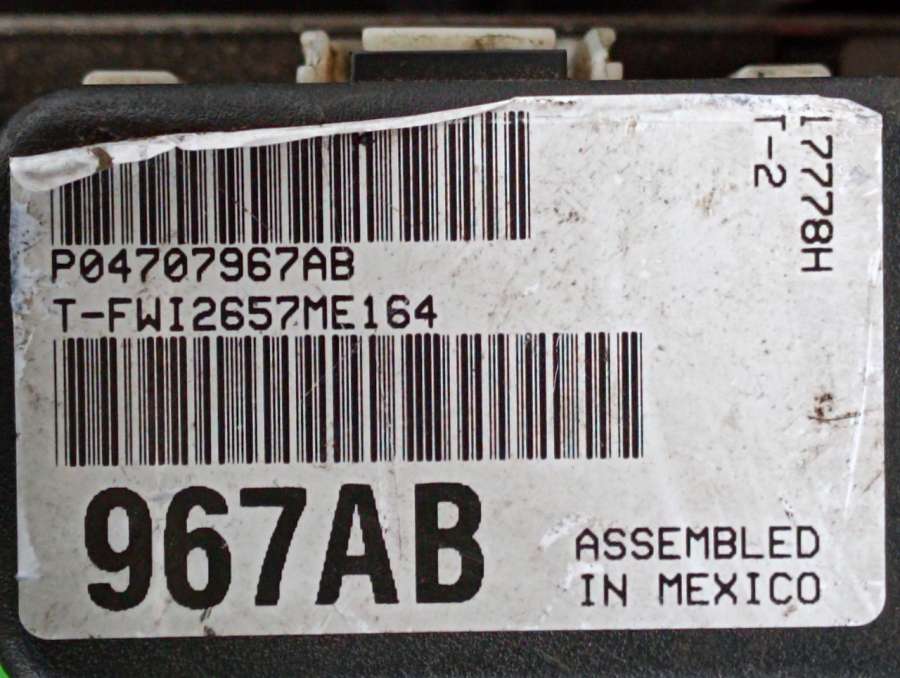 P04707967AB
T-FWI2657ME164
967AB
ASSEMBLED
IN MEXICO
17778H
T-2